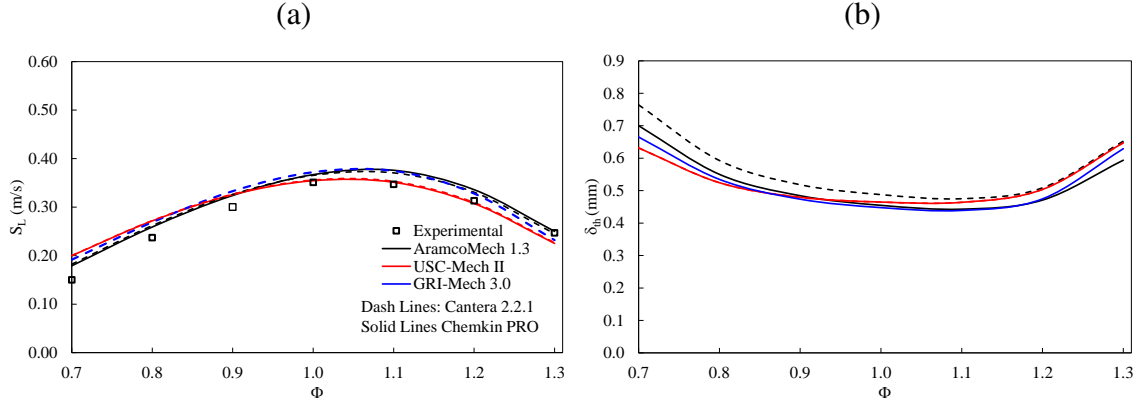 (a)
0.60
0.50
0.40
0.30
0.20
0.10
0.00
S_L (m/s)
Experimental
AramcoMech 1.3
USC-Mech II
GRI-Mech 3.0
Dash Lines: Cantera 2.2.1
Solid Lines Chemkin PRO
0.7 0.8 0.9 1.0 1.1 1.2 1.3
Φ
(b)
0.9
0.8
0.7
0.6
0.5
0.4
0.3
0.2
0.1
0.0
δ_th (mm)
0.7 0.8 0.9 1.0 1.1 1.2 1.3
Φ